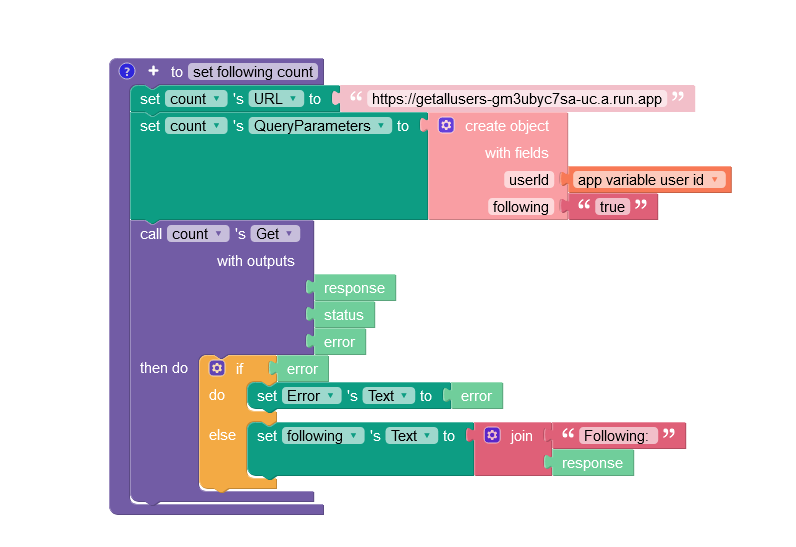 ? + to set following count
set count ▾ 's URL ▾ to “ https://getallusers-gm3ubyc7sa-uc.a.run.app ”
set count ▾ 's QueryParameters ▾ to create object
with fields
userId app variable user id ▾
following “ true ”
call count ▾ 's Get ▾
with outputs
response
status
error
then do if error
do set Error ▾ 's Text ▾ to error
else set following ▾ 's Text ▾ to join “ Following: ”
response